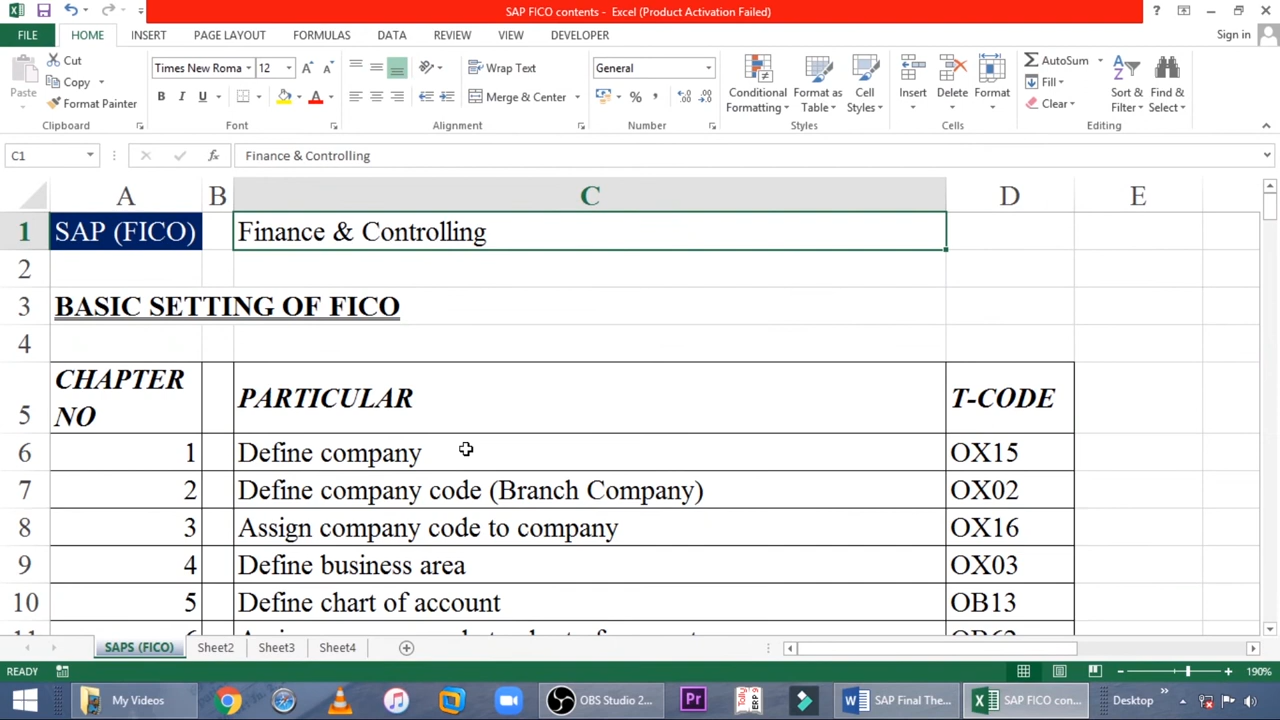 SAP FICO contents - Excel (Product Activation Failed)
FILE HOME INSERT PAGE LAYOUT FORMULAS DATA REVIEW VIEW DEVELOPER Sign in
Paste
Cut
Copy
Format Painter
Times New Roma 12
B I U
Wrap Text
Merge & Center
General
Conditional Formatting
Format as Table
Cell Styles
Insert
Delete
Format
AutoSum
Fill
Clear
Sort & Filter
Find & Select
Clipboard Font Alignment Number Styles Cells Editing
C1 fx Finance & Controlling
A B C D E
1 SAP (FICO) Finance & Controlling
2
3 BASIC SETTING OF FICO
4
5 CHAPTER NO PARTICULAR T-CODE
6 1 Define company OX15
7 2 Define company code (Branch Company) OX02
8 3 Assign company code to company OX16
9 4 Define business area OX03
10 5 Define chart of account OB13
SAPS (FICO) Sheet2 Sheet3 Sheet4
READY 190%
My Videos OBS Studio 2... Pr SAP Final The... SAP FICO con... Desktop